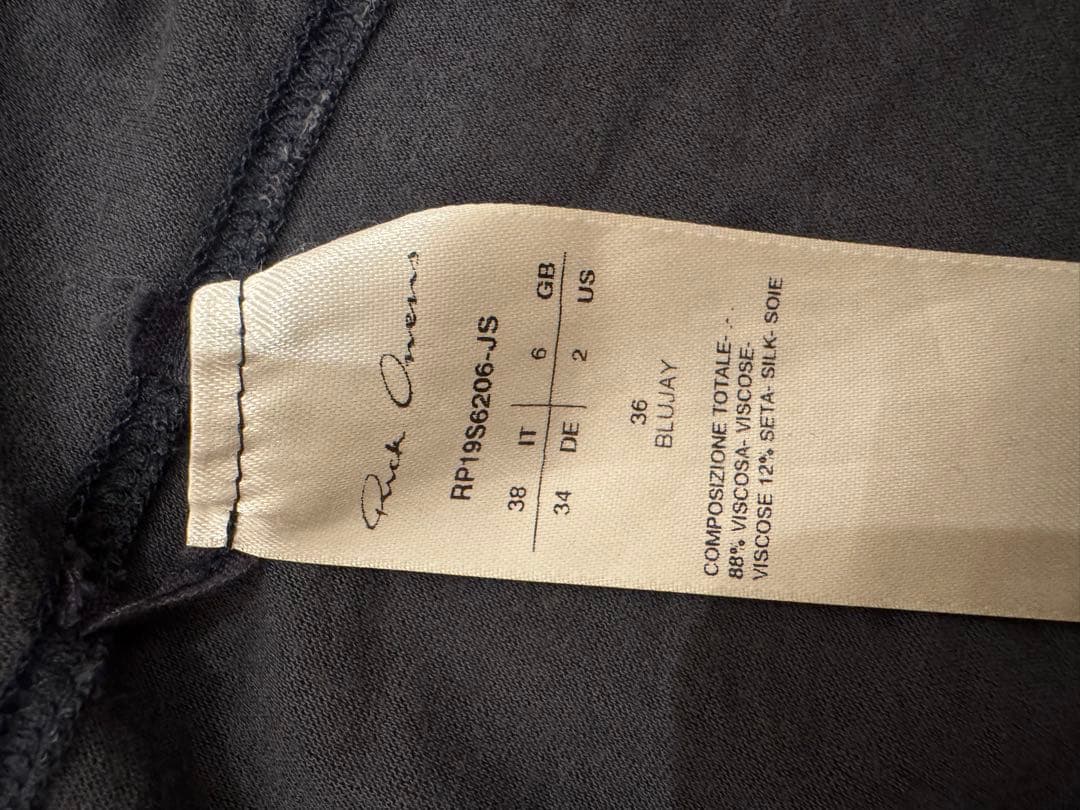 Rick Owens
RP19S6206-JS
38 IT 6 GB
34 DE 2 US
36
BLUJAY
COMPOSIZIONE TOTALE- - -
88% VISCOSA- VISCOSE-
VISCOSE 12% SETA- SILK- SOIE